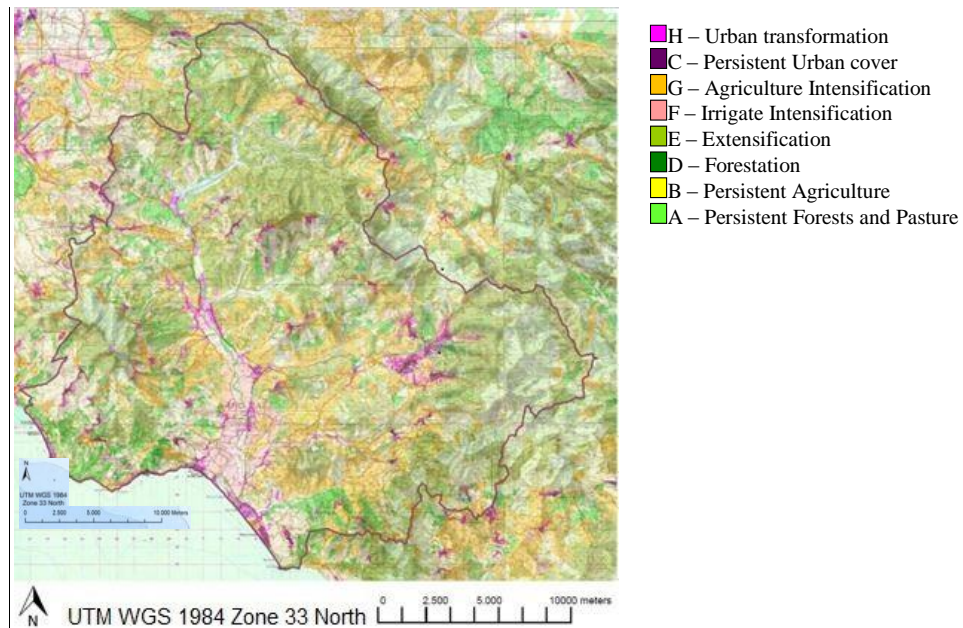 H – Urban transformation
C – Persistent Urban cover
G – Agriculture Intensification
F – Irrigate Intensification
E – Extensification
D – Forestation
B – Persistent Agriculture
A – Persistent Forests and Pasture
N
UTM WGS 1984
Zone 33 North
0 2.500 5.000 10.000 Meters
N
UTM WGS 1984 Zone 33 North
0 2.500 5.000 10000 meters